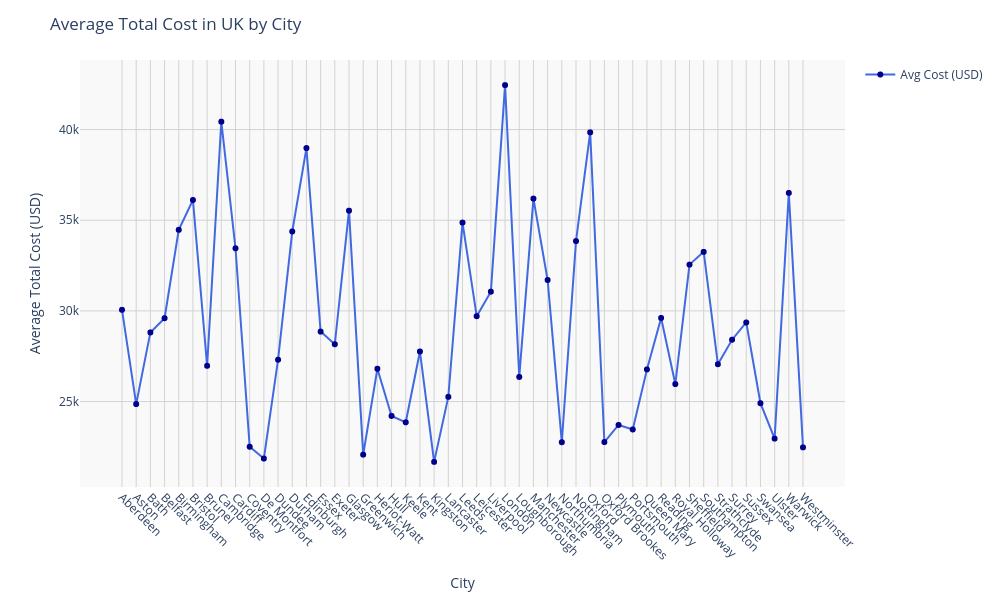 Average Total Cost in UK by City
Avg Cost (USD)
40k
35k
30k
25k
Average Total Cost (USD)
Aberdeen
Aston
Bath
Belfast
Birmingham
Bristol
Brunel
Cambridge
Cardiff
Coventry
De Montfort
Dundee
Durham
Edinburgh
Essex
Exeter
Glasgow
Greenwich
Heriot-Watt
Hull
Keele
Kent
Kingston
Lancaster
Leeds
Leicester
Liverpool
London
Loughborough
Manchester
Newcastle
Northumbria
Nottingham
Oxford
Oxford Brookes
Plymouth
Portsmouth
Queen Mary
Reading
Royal Holloway
Sheffield
Southampton
Strathclyde
Surrey
Sussex
Swansea
Ulster
Warwick
Westminster
City